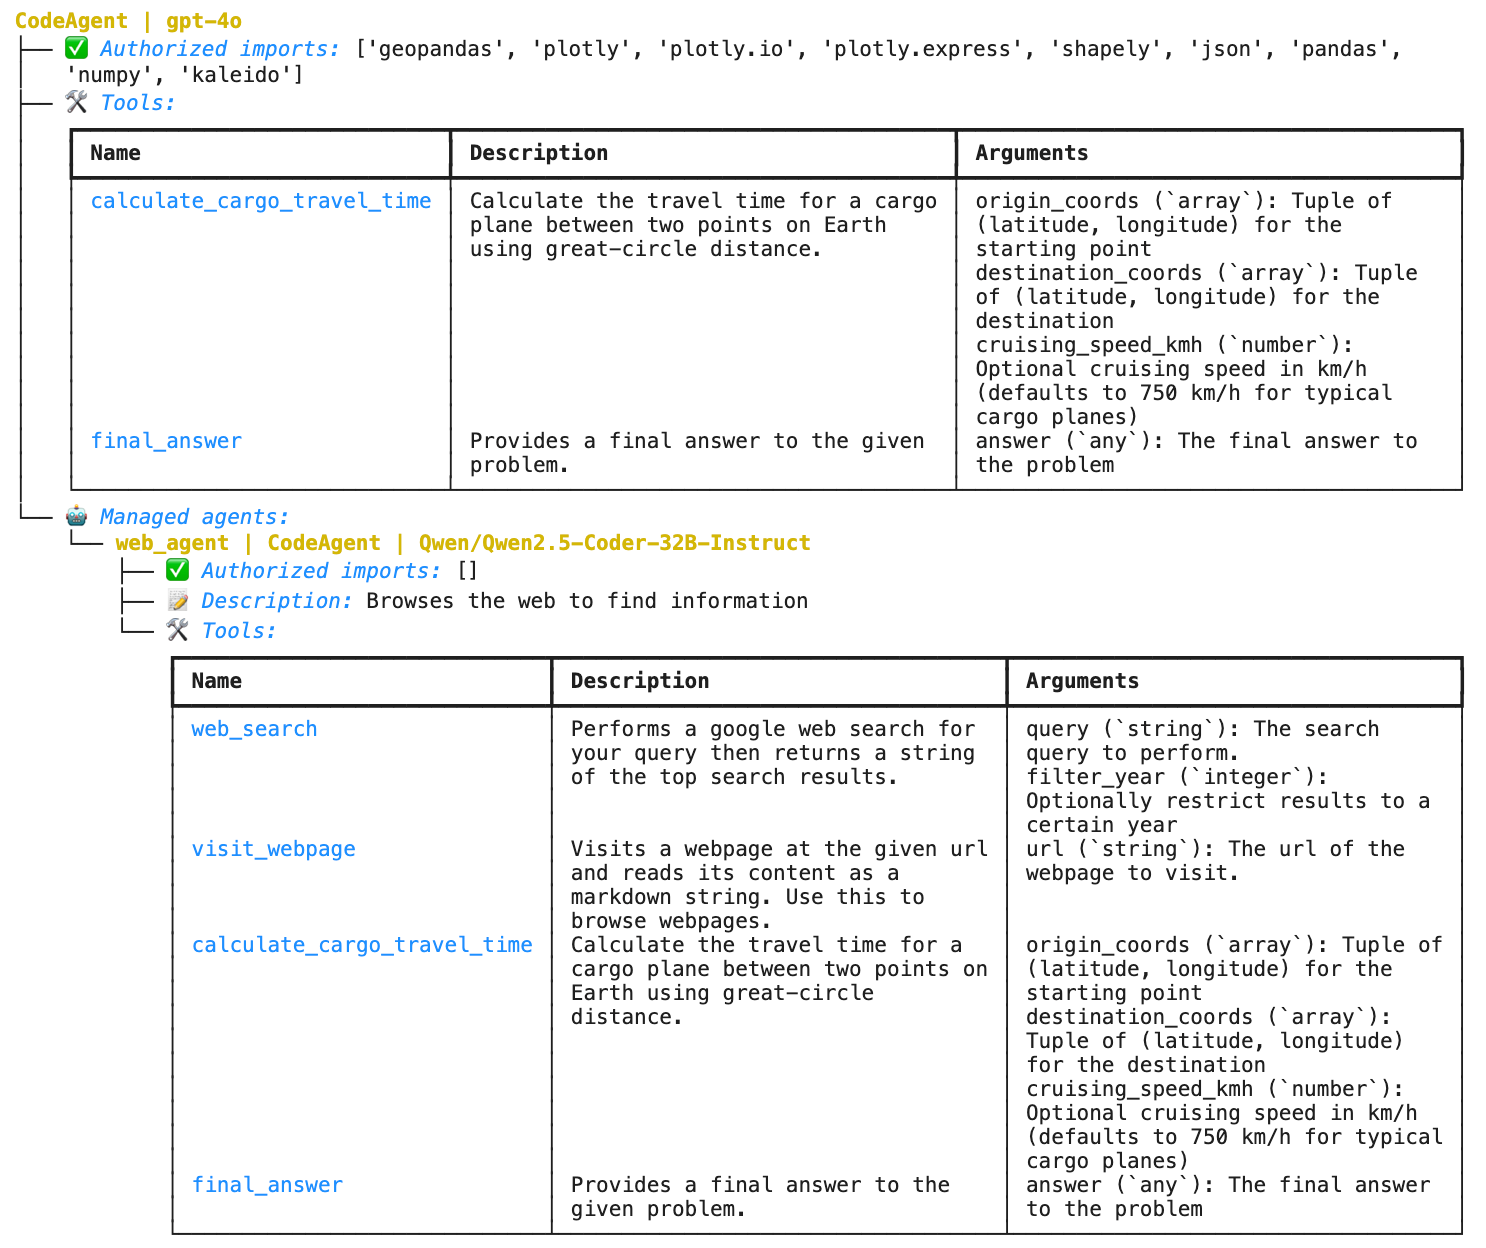 CodeAgent | gpt-4o
✅ Authorized imports: ['geopandas', 'plotly', 'plotly.io', 'plotly.express', 'shapely', 'json', 'pandas',
'numpy', 'kaleido']
🛠️ Tools:
Name Description Arguments
calculate_cargo_travel_time Calculate the travel time for a cargo origin_coords (`array`): Tuple of
plane between two points on Earth (latitude, longitude) for the
using great-circle distance. starting point
destination_coords (`array`): Tuple
of (latitude, longitude) for the
destination
cruising_speed_kmh (`number`):
Optional cruising speed in km/h
(defaults to 750 km/h for typical
cargo planes)
final_answer Provides a final answer to the given answer (`any`): The final answer to
problem. the problem
🤖 Managed agents:
web_agent | CodeAgent | Qwen/Qwen2.5-Coder-32B-Instruct
✅ Authorized imports: []
📝 Description: Browses the web to find information
🛠️ Tools:
Name Description Arguments
web_search Performs a google web search for query (`string`): The search
your query then returns a string query to perform.
of the top search results. filter_year (`integer`):
Optionally restrict results to a
certain year
visit_webpage Visits a webpage at the given url url (`string`): The url of the
and reads its content as a webpage to visit.
markdown string. Use this to
browse webpages.
calculate_cargo_travel_time Calculate the travel time for a origin_coords (`array`): Tuple of
cargo plane between two points on (latitude, longitude) for the
Earth using great-circle starting point
distance. destination_coords (`array`):
Tuple of (latitude, longitude)
for the destination
cruising_speed_kmh (`number`):
Optional cruising speed in km/h
(defaults to 750 km/h for typical
cargo planes)
final_answer Provides a final answer to the answer (`any`): The final answer
given problem. to the problem